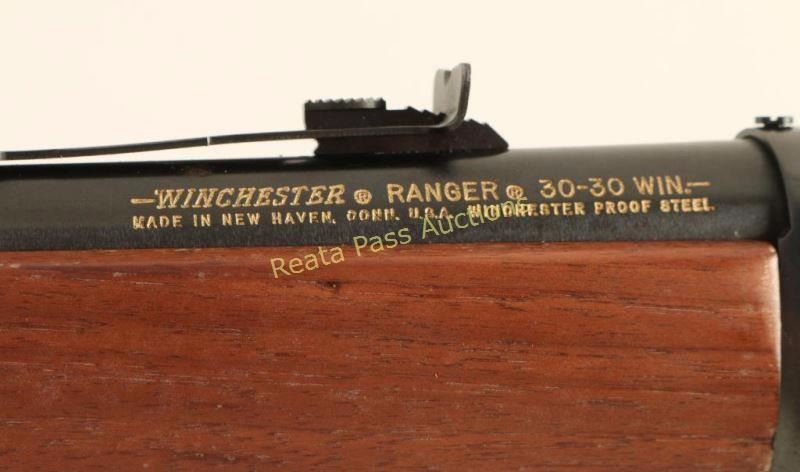 —WINCHESTER® RANGER® 30-30 WIN.—
MADE IN NEW HAVEN, CONN. U.S.A. WINCHESTER PROOF STEEL.
Reata Pass Auctions